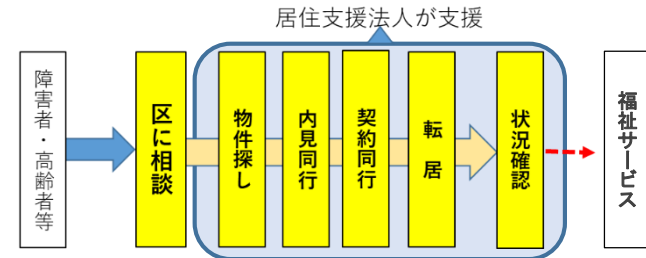 居住支援法人が支援
障害者・高齢者等
区に相談
物件探し
内見同行
契約同行
転居
状況確認
福祉サービス